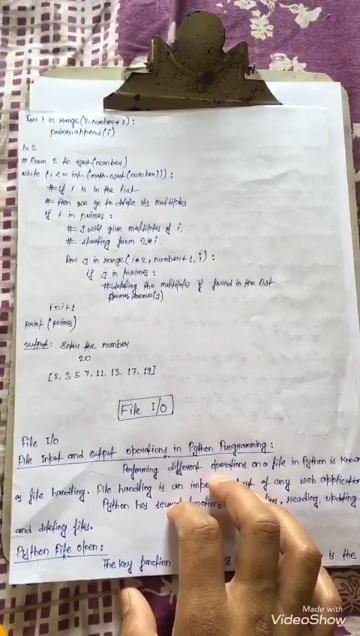 for i in range(2, number+1):
primes.append(i)
i=2
# from 2 to sqrt(number)
while (i <= int (math.sqrt(number))):
# if i is in the list
# then we go to delete its multiples
if i in primes:
# I will give multiples of i
# starting from 2*i
for j in range(i*2, number+1, i):
if j in primes:
# deleting the multiple if found in the list
primes.remove(j)
i=i+1
print (primes)
output: Enter the number
20
[2, 3, 5, 7, 11, 13, 17, 19]
File I/O
File I/O
File Input and output operations in Python Programming:
Performing different operations on a file in Python is known
as file handling. File handling is an of any web application
Python has several reading, updating
and deleting files.
Python File open:
The key function is the
Made with
VideoShow